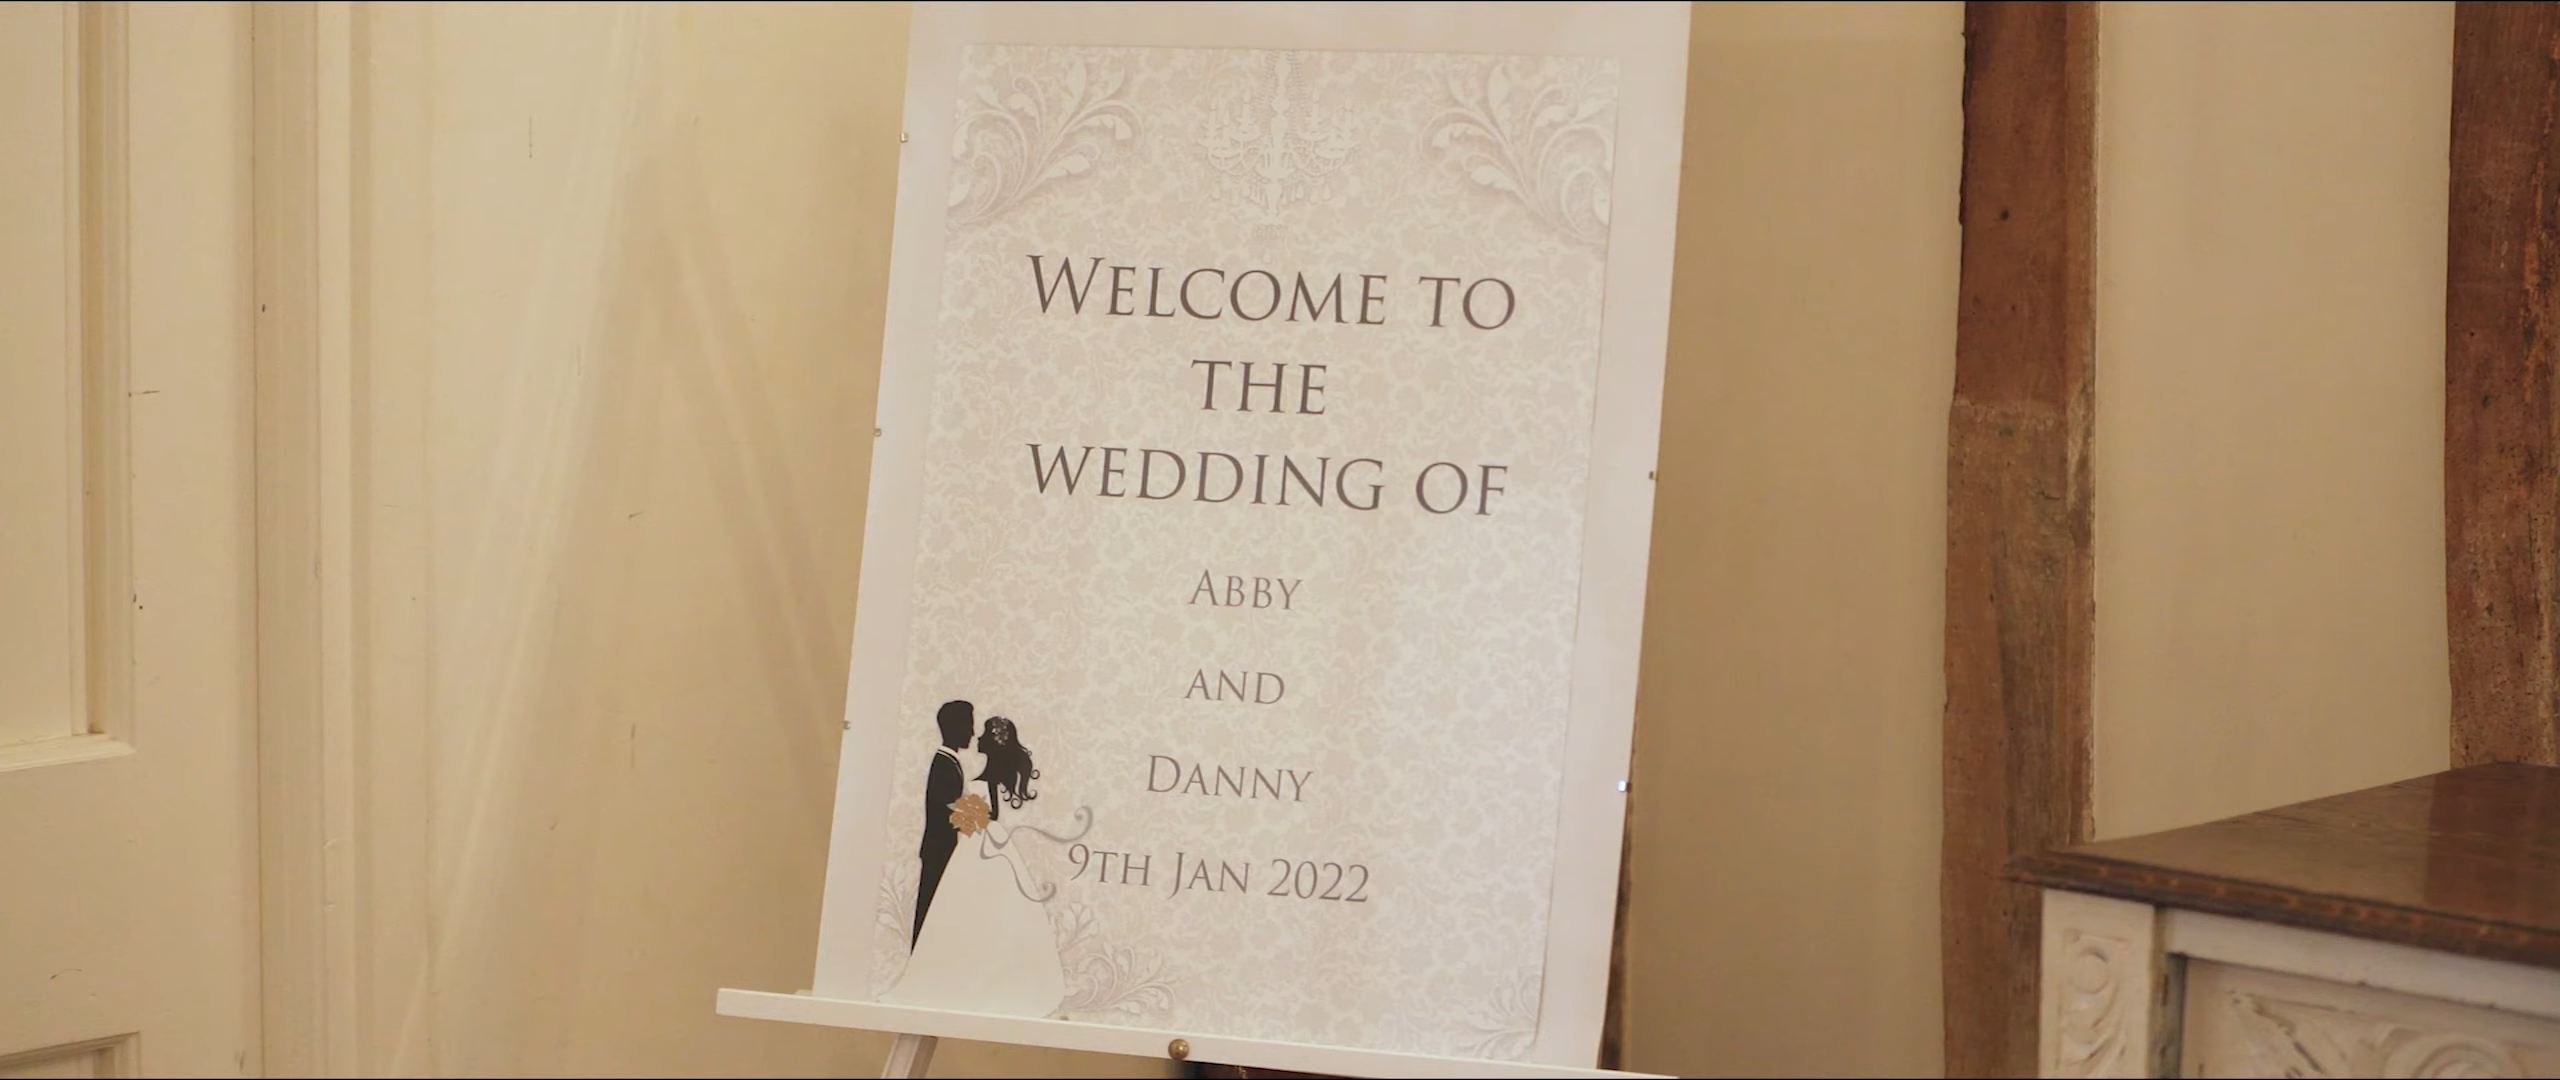 WELCOME TO
THE
WEDDING OF
ABBY
AND
DANNY
9TH JAN 2022